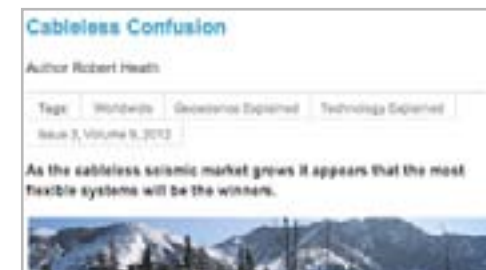 Cableless Confusion
Author Robert Heath
Tags Worldwide Geoscience Explained Technology Explained
Issue 3, Volume 9, 2012
As the cableless seismic market grows it appears that the most
flexible systems will be the winners.